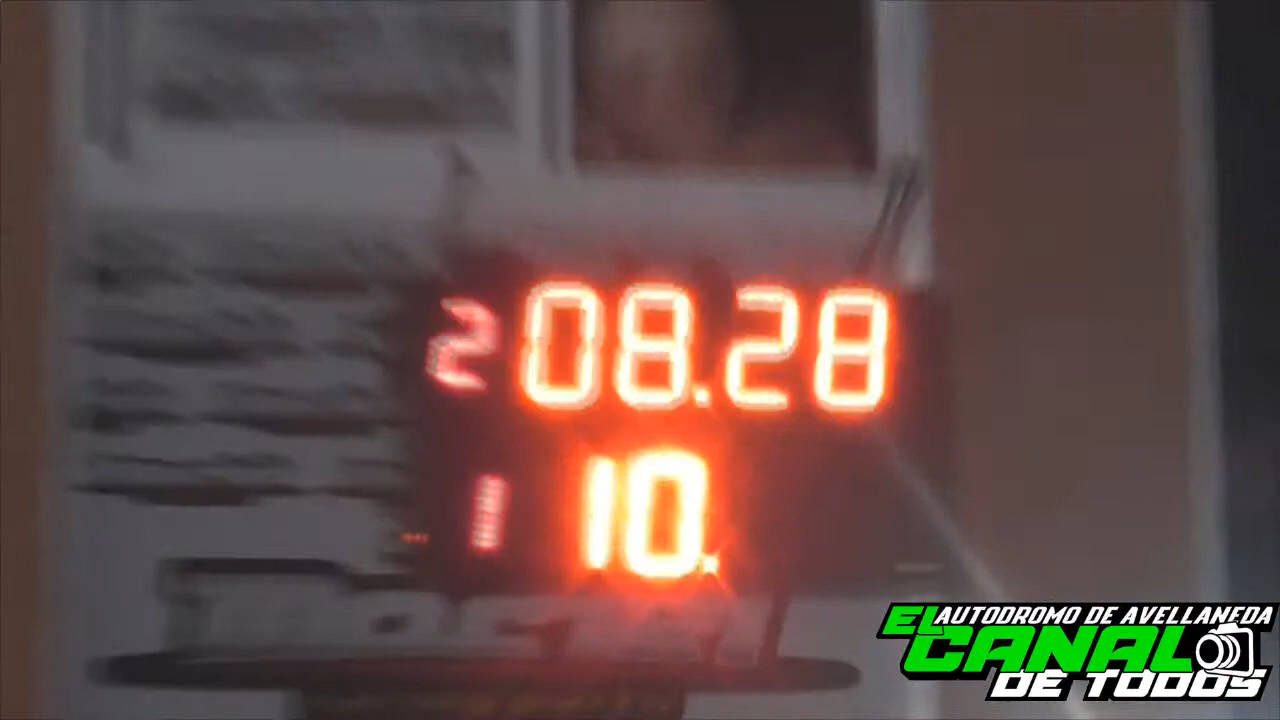 2 08.28
1 10.
EL AUTODROMO DE AVELLANEDA
CANAL
DE TODOS